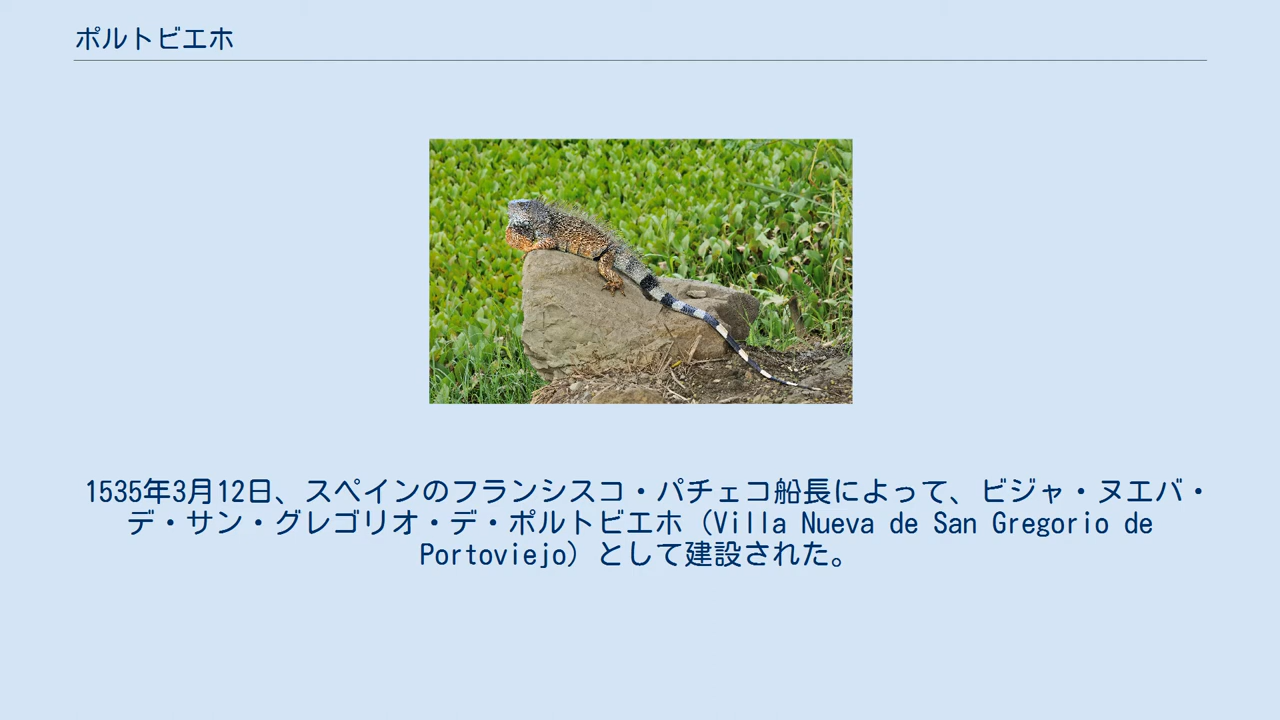 ポルトビエホ
1535年3月12日、スペインのフランシスコ・パチェコ船長によって、ビジャ・ヌエバ・
デ・サン・グレゴリオ・デ・ポルトビエホ（Villa Nueva de San Gregorio de
Portoviejo）として建設された。